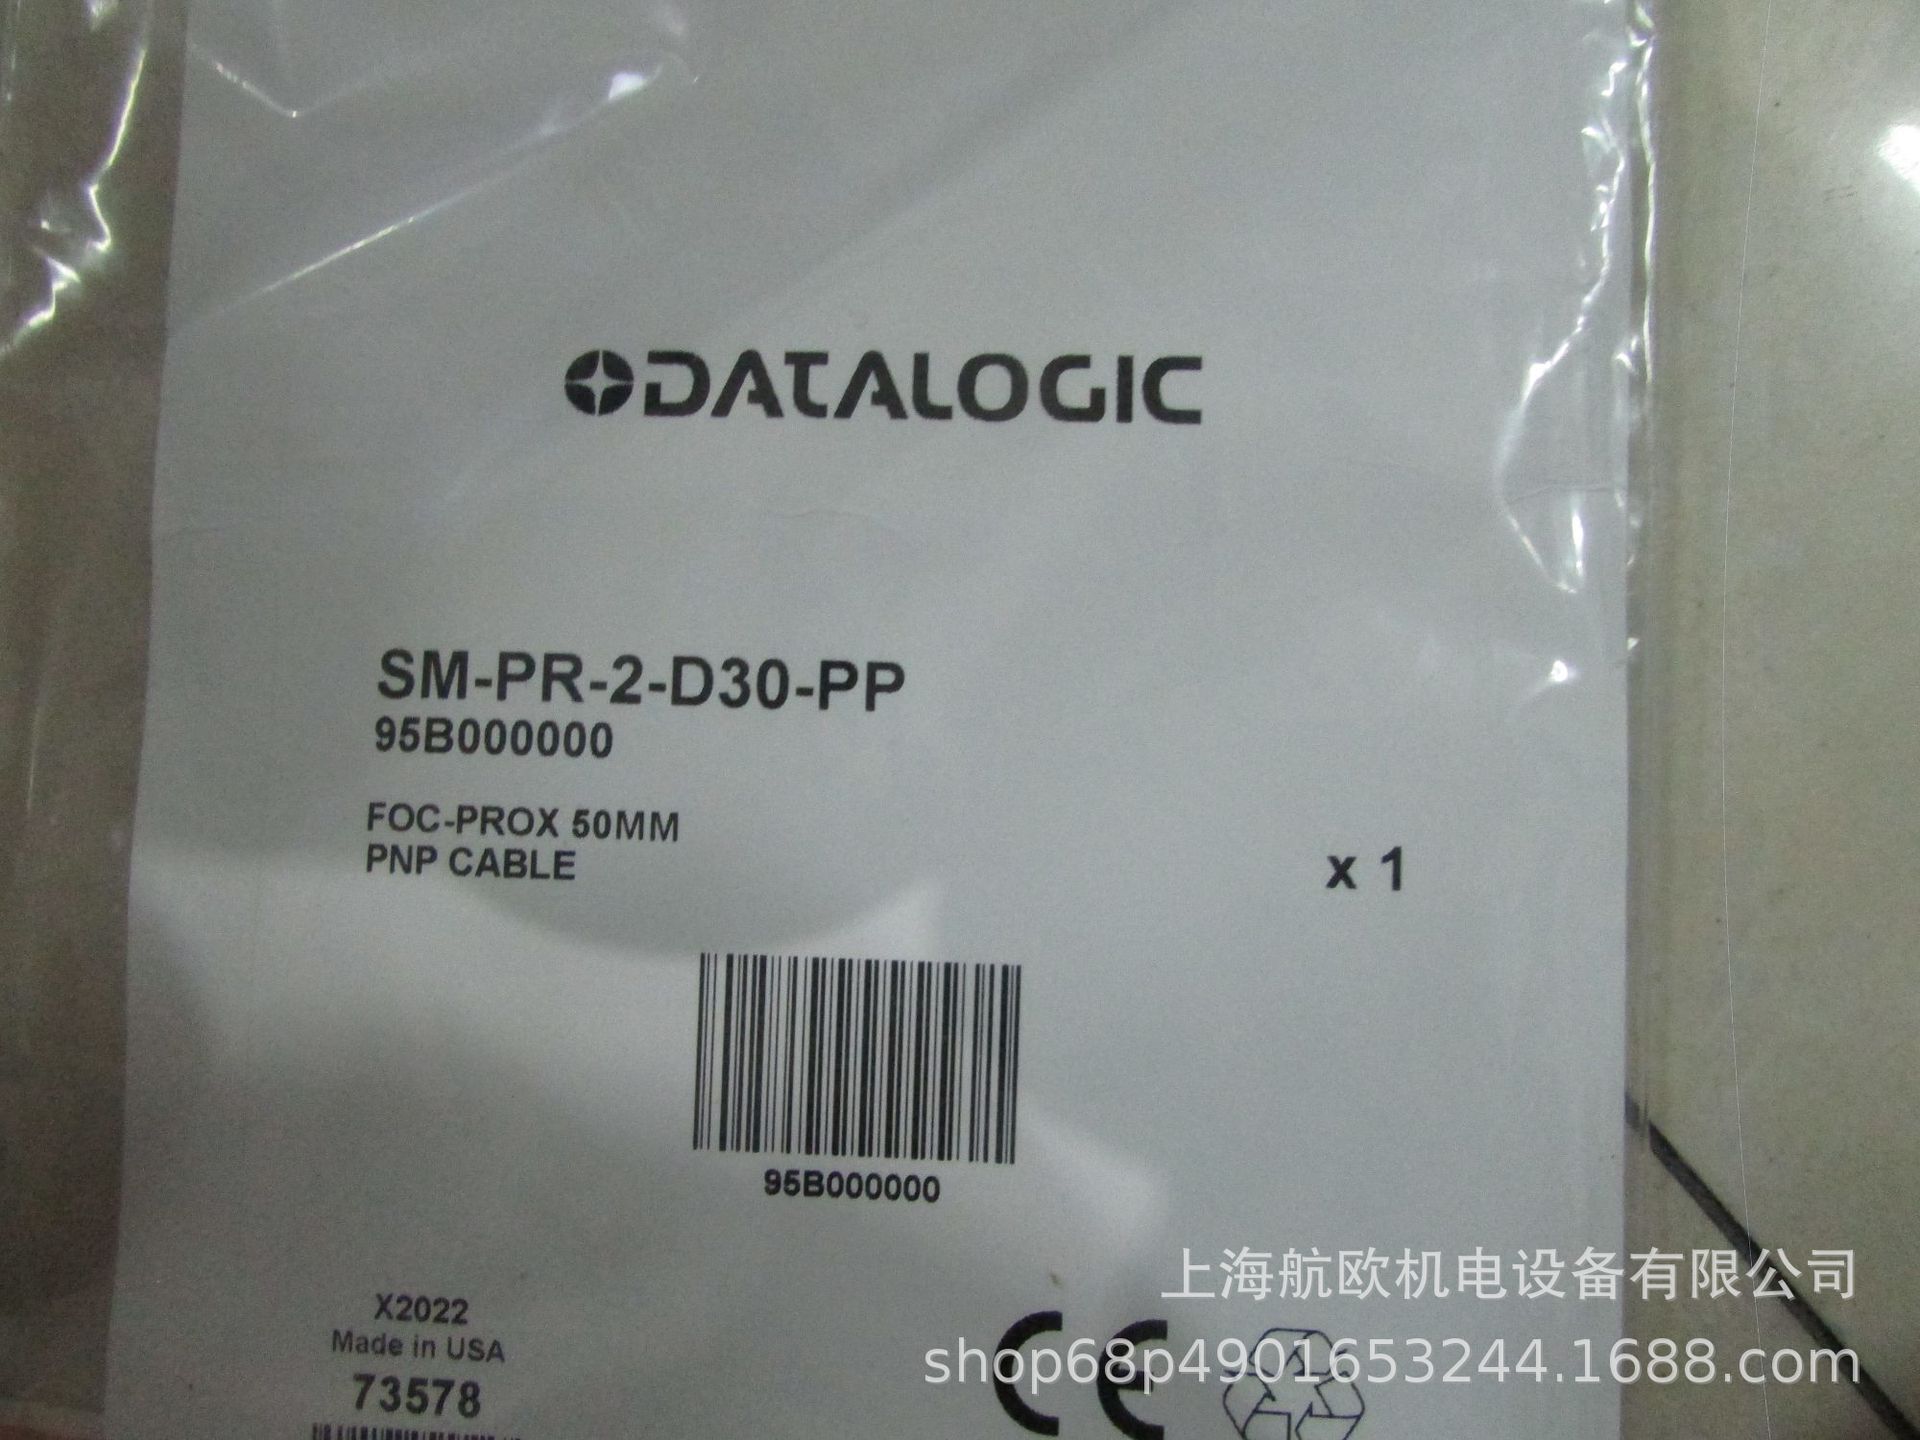 DATALOGIC
SM-PR-2-D30-PP
95B000000
FOC-PROX 50MM
PNP CABLE
x 1
95B000000
X2022
Made in USA
73578
CE
上海航欧机电设备有限公司
shop68p4901653244.1688.com